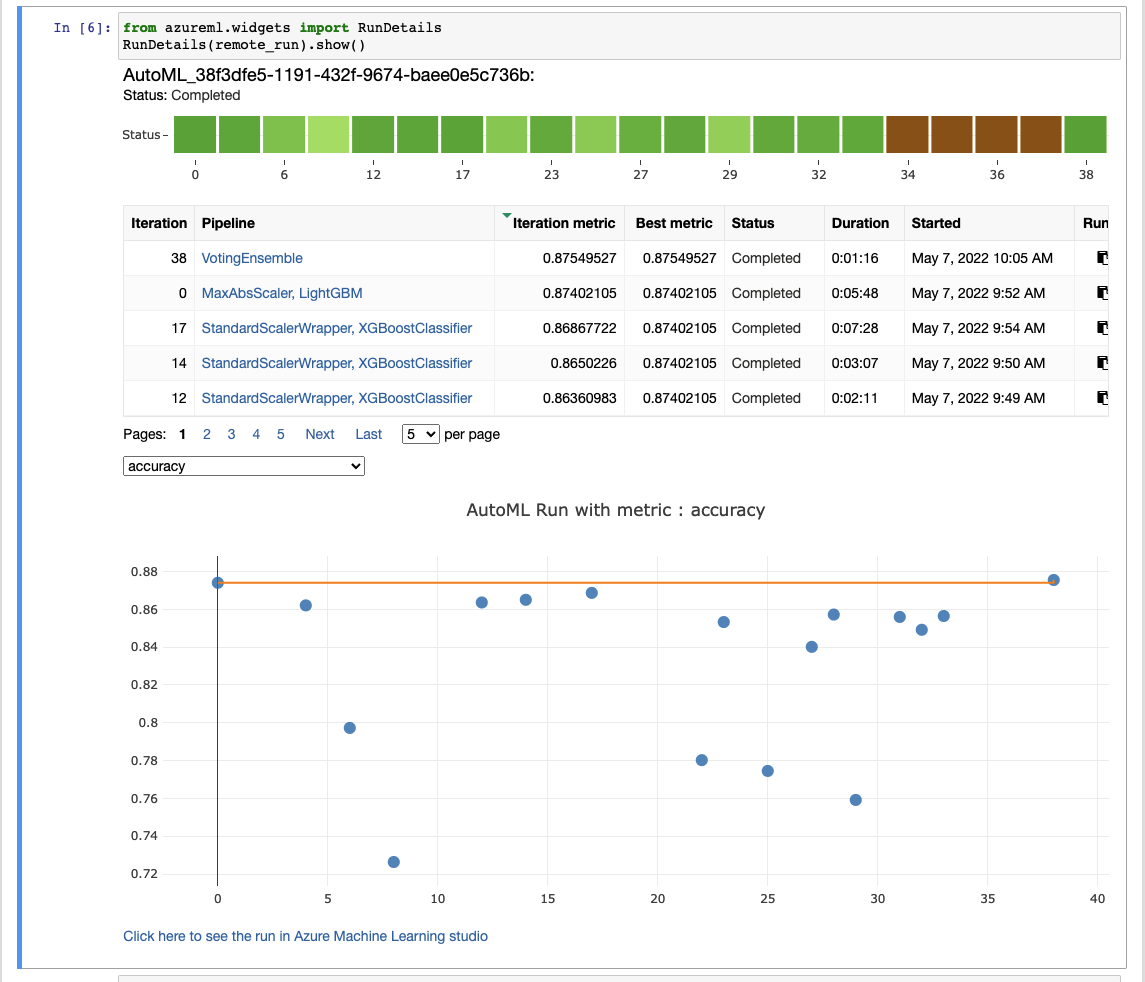 In [6]:
from azureml.widgets import RunDetails
RunDetails(remote_run).show()
AutoML_38f3dfe5-1191-432f-9674-baee0e5c736b:
Status: Completed
Status
0 6 12 17 23 27 29 32 34 36 38
Iteration Pipeline Iteration metric Best metric Status Duration Started Run
38 VotingEnsemble 0.87549527 0.87549527 Completed 0:01:16 May 7, 2022 10:05 AM
0 MaxAbsScaler, LightGBM 0.87402105 0.87402105 Completed 0:05:48 May 7, 2022 9:52 AM
17 StandardScalerWrapper, XGBoostClassifier 0.86867722 0.87402105 Completed 0:07:28 May 7, 2022 9:54 AM
14 StandardScalerWrapper, XGBoostClassifier 0.8650226 0.87402105 Completed 0:03:07 May 7, 2022 9:50 AM
12 StandardScalerWrapper, XGBoostClassifier 0.86360983 0.87402105 Completed 0:02:11 May 7, 2022 9:49 AM
Pages: 1 2 3 4 5 Next Last 5 per page
accuracy
AutoML Run with metric : accuracy
0.88
0.86
0.84
0.82
0.8
0.78
0.76
0.74
0.72
0 5 10 15 20 25 30 35 40
Click here to see the run in Azure Machine Learning studio